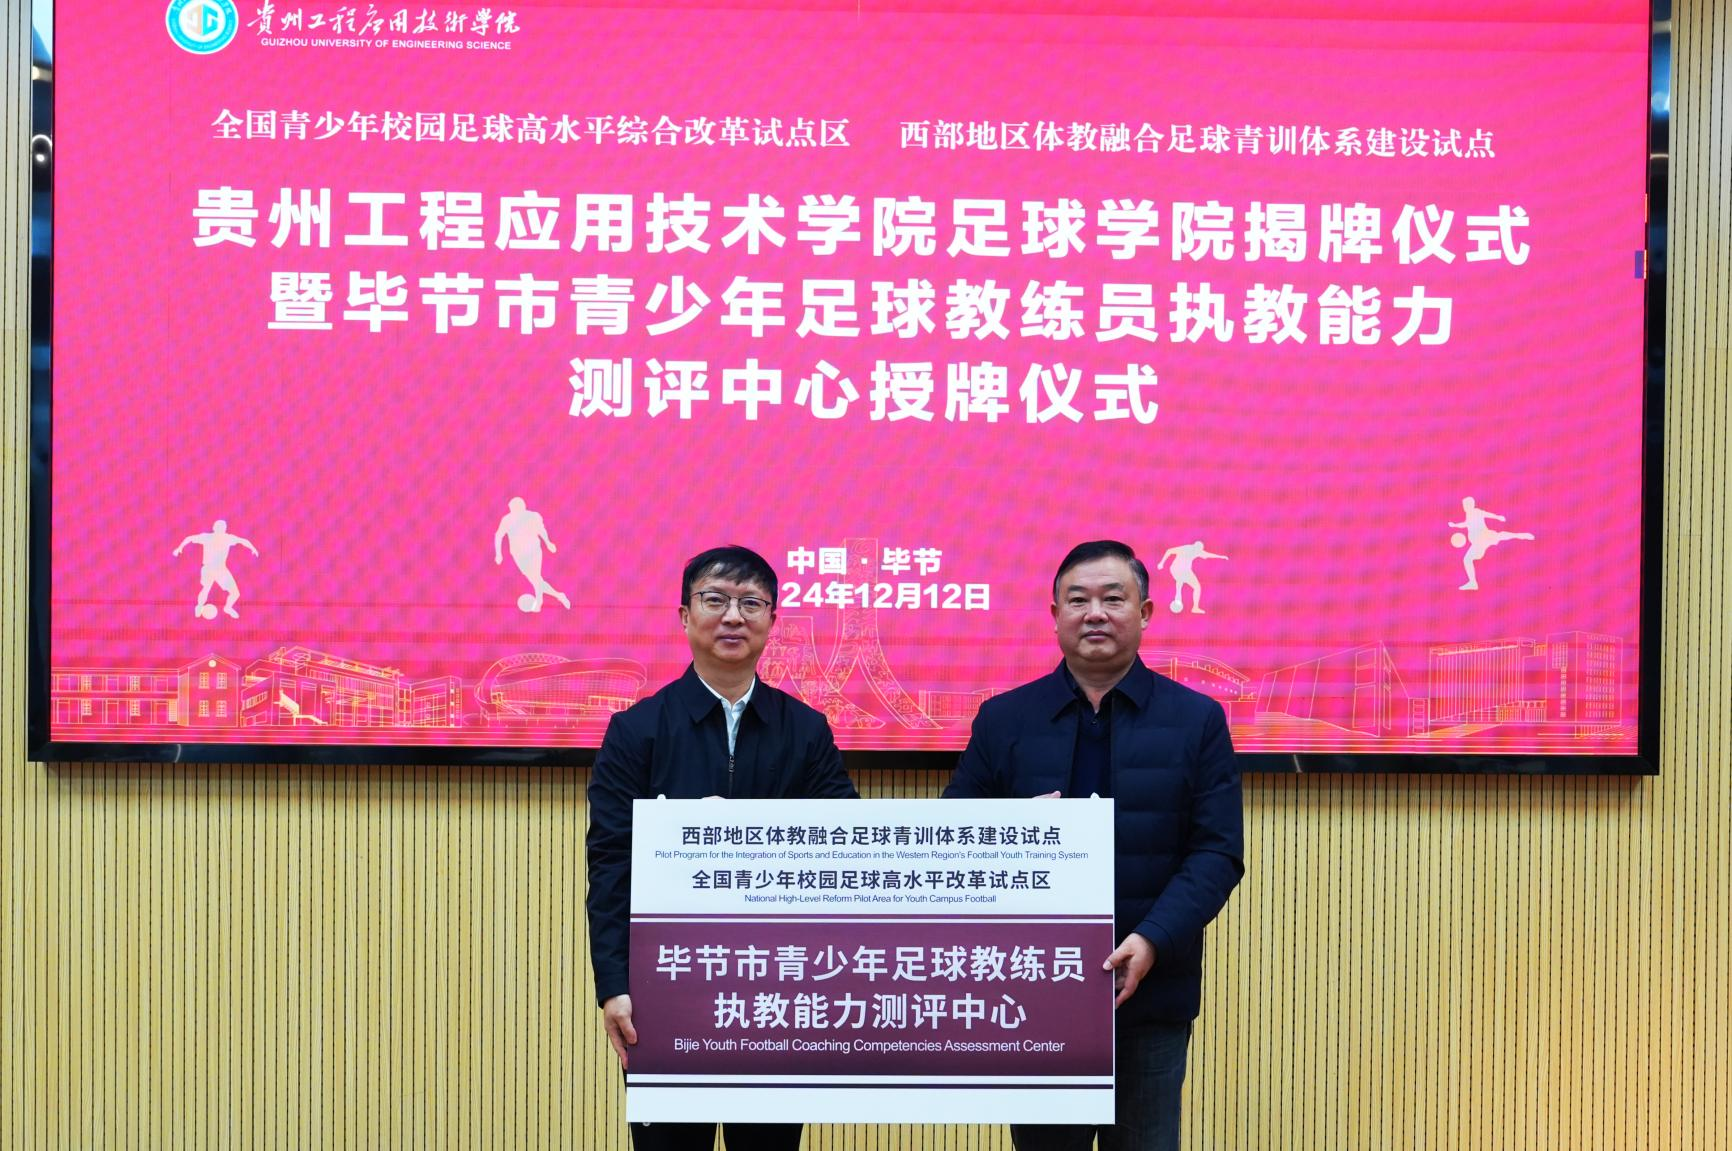 贵州工程应用技术学院
GUIZHOU UNIVERSITY OF ENGINEERING SCIENCE
全国青少年校园足球高水平综合改革试点区 西部地区体教融合足球青训体系建设试点
贵州工程应用技术学院足球学院揭牌仪式
暨毕节市青少年足球教练员执教能力
测评中心授牌仪式
中国·毕节
24年12月12日
西部地区体教融合足球青训体系建设试点
Pilot Program for the Integration of Sports and Education in the Western Region's Football Youth Training System
全国青少年校园足球高水平改革试点区
National High-Level Reform Pilot Area for Youth Campus Football
毕节市青少年足球教练员
执教能力测评中心
Bijie Youth Football Coaching Competencies Assessment Center